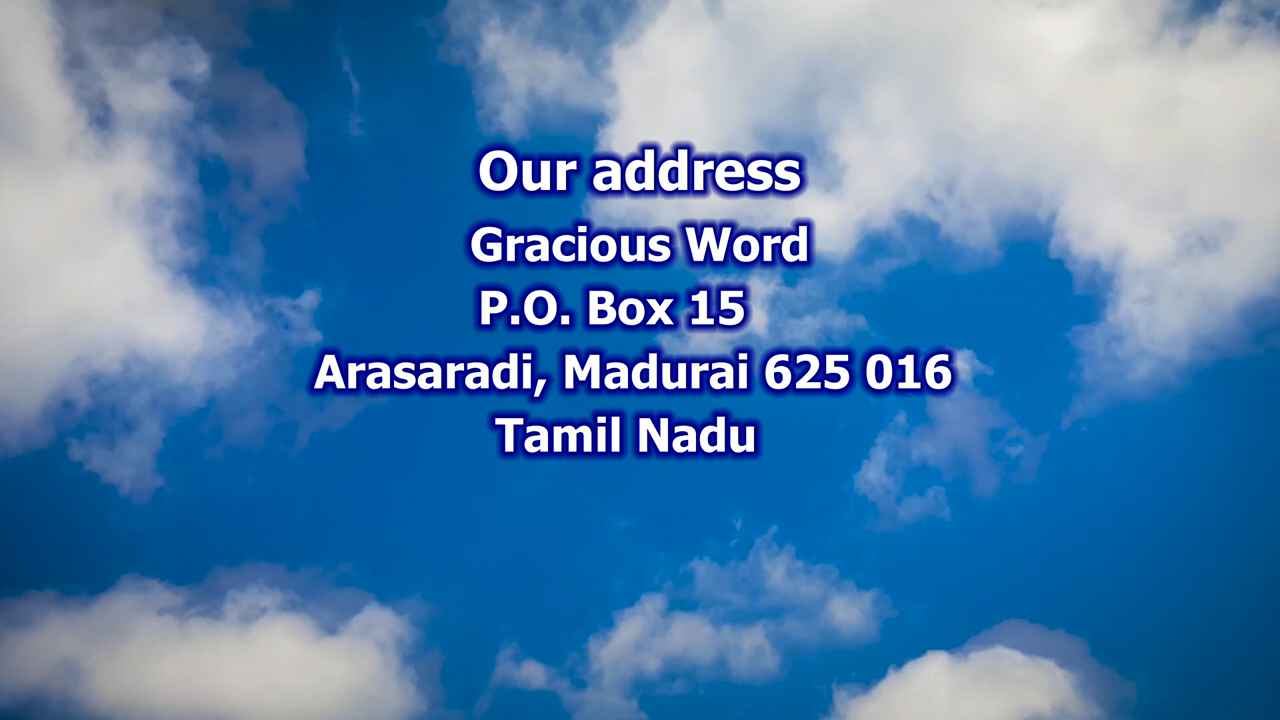 Our address
Gracious Word
P.O. Box 15
Arasaradi, Madurai 625 016
Tamil Nadu